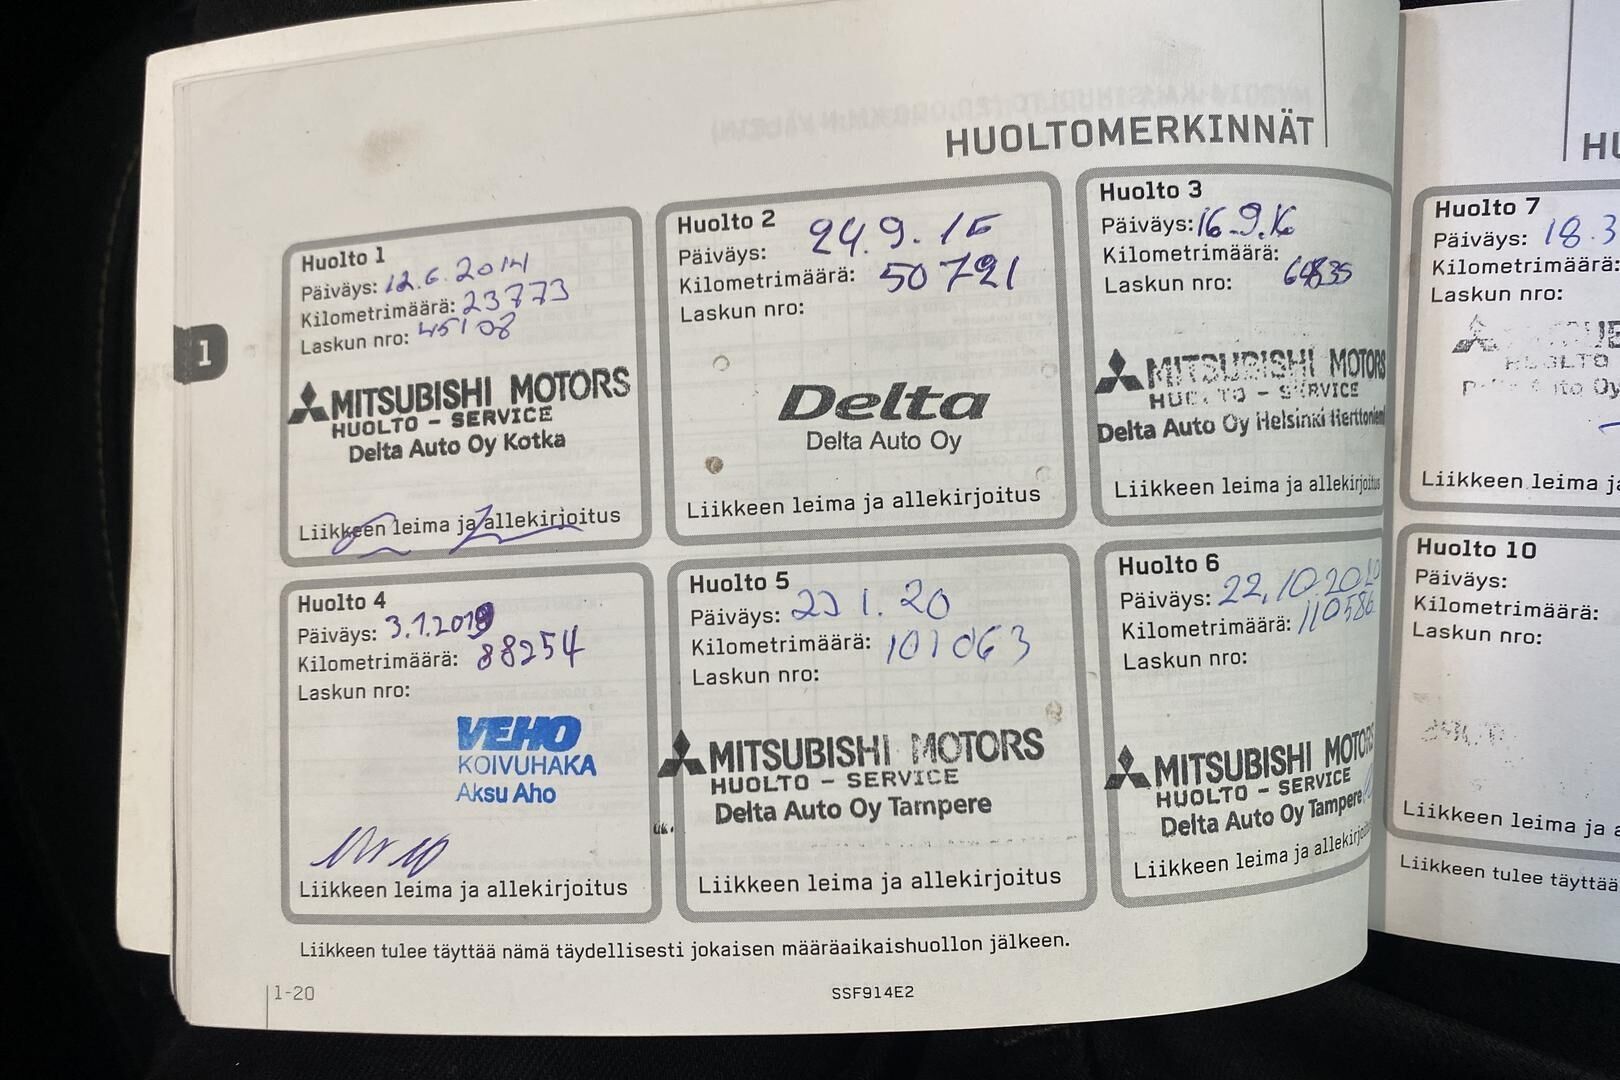 HUOLTOMERKINNÄT
Huolto 1
Päiväys: 12.6.2014
Kilometrimäärä: 23773
Laskun nro: 45108
MITSUBISHI MOTORS
HUOLTO - SERVICE
Delta Auto Oy Kotka
Liikkeen leima ja allekirjoitus
Huolto 2
Päiväys: 24.9.15
Kilometrimäärä: 50721
Laskun nro:
Delta
Delta Auto Oy
Liikkeen leima ja allekirjoitus
Huolto 3
Päiväys: 16.9.16
Kilometrimäärä:
Laskun nro: 64835
MITSUBISHI MOTORS
HUOLTO - SERVICE
Delta Auto Oy Helsinki Herttoniemi
Liikkeen leima ja allekirjoitus
1
Huolto 4
Päiväys: 3.1.2019
Kilometrimäärä: 88254
Laskun nro:
VEHO
KOIVUHAKA
Aksu Aho
Liikkeen leima ja allekirjoitus
Huolto 5
Päiväys: 1.20
Kilometrimäärä: 101063
Laskun nro:
MITSUBISHI MOTORS
HUOLTO - SERVICE
Delta Auto Oy Tampere
Liikkeen leima ja allekirjoitus
Huolto 6
Päiväys: 22.10.2020
Kilometrimäärä: 110586
Laskun nro:
MITSUBISHI MOTORS
HUOLTO - SERVICE
Delta Auto Oy Tampere
Liikkeen leima ja allekirjoitus
Liikkeen tulee täyttää nämä täydellisesti jokaisen määräaikaishuollon jälkeen.
1-20
SSF914E2
HU
Huolto 7
Päiväys: 18.3
Kilometrimäärä:
Laskun nro:
HUOLTO
Auto Oy
Liikkeen leima ja
Huolto 10
Päiväys:
Kilometrimäärä:
Laskun nro:
Liikkeen leima ja a
Liikkeen tulee täyttää